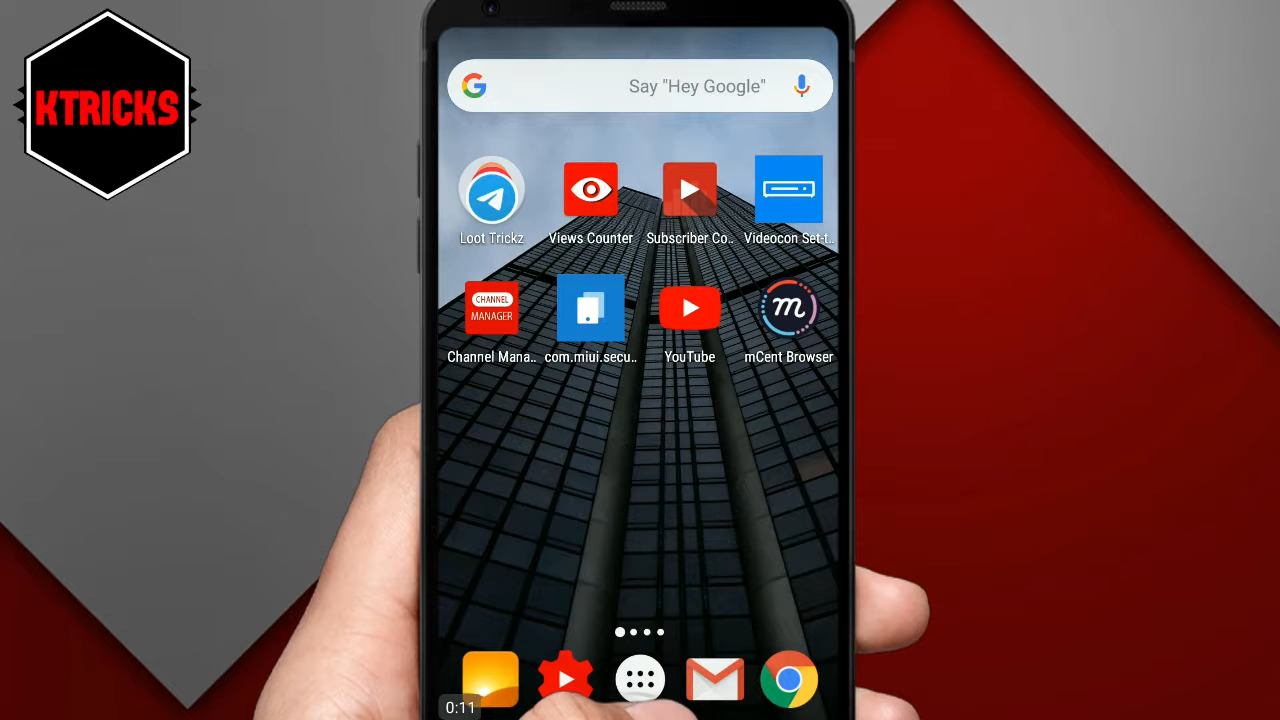 KTRICKS
Say "Hey Google"
Loot Trickz
Views Counter
Subscriber Co..
Videocon Set-t..
CHANNEL
MANAGER
m
Channel Mana..
com.miui.secu..
YouTube
mCent Browser
0:11